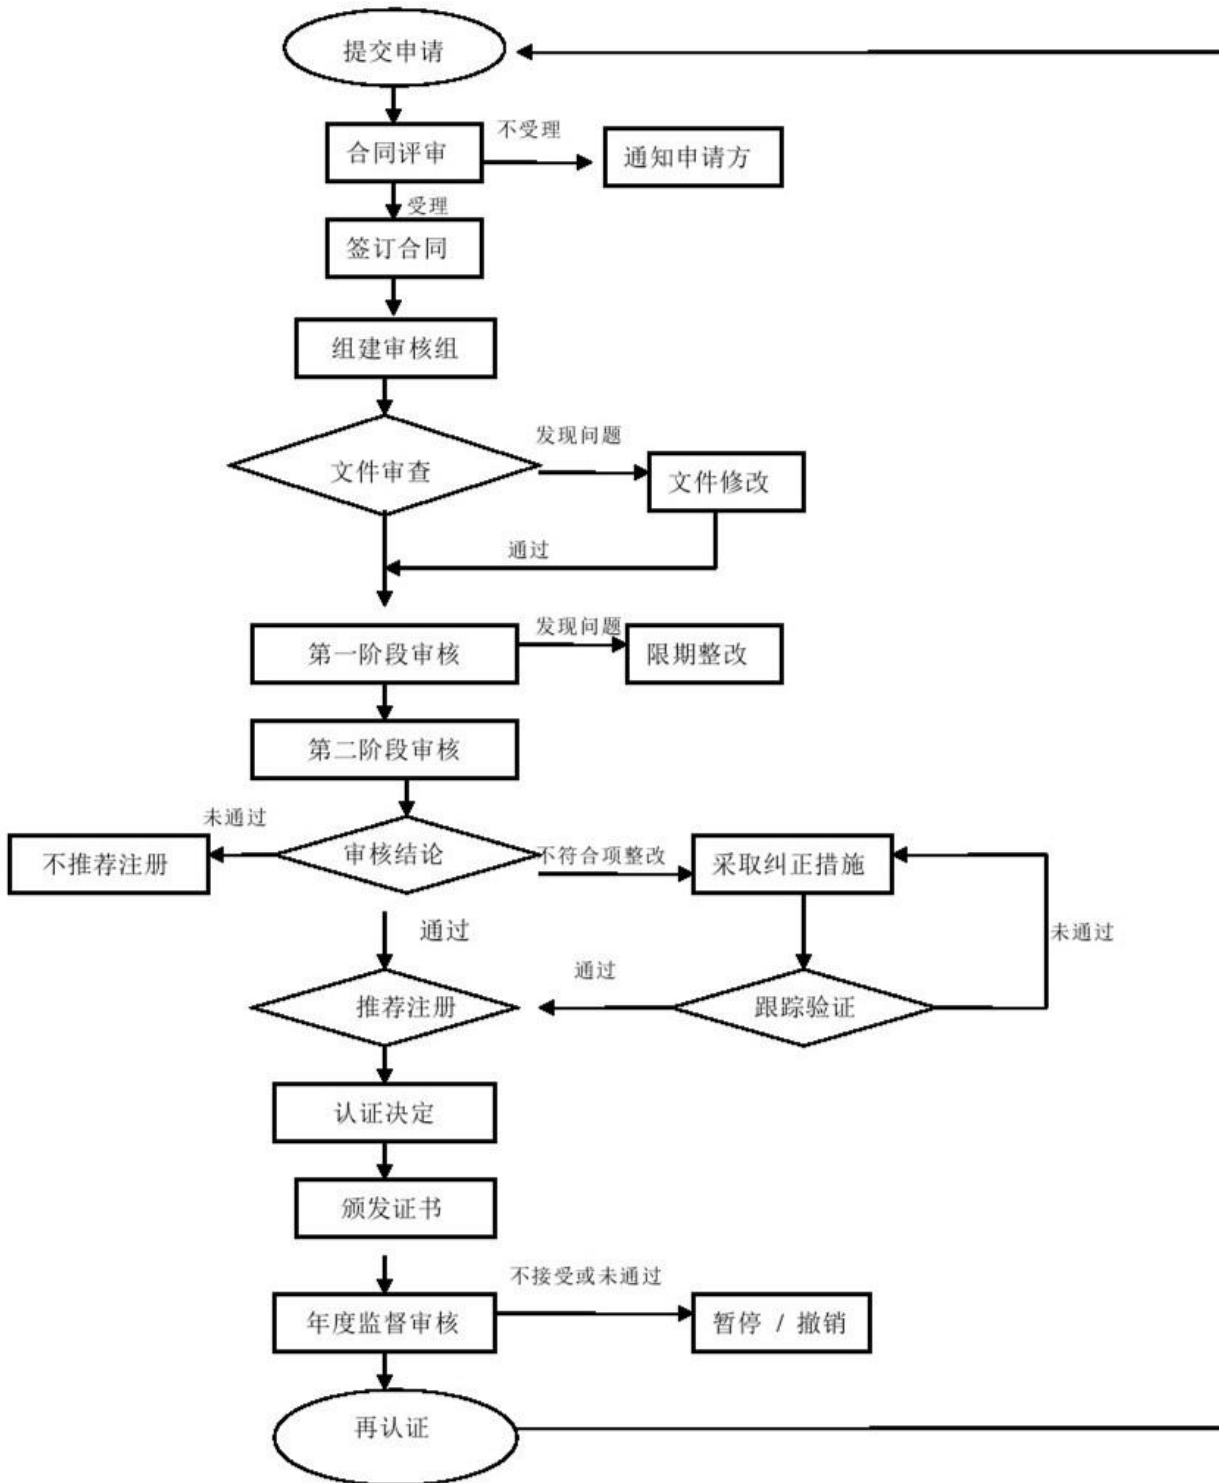 提交申请
合同评审
不受理
通知申请方
受理
签订合同
组建审核组
文件审查
发现问题
文件修改
通过
第一阶段审核
发现问题
限期整改
第二阶段审核
未通过
不推荐注册
审核结论
不符合项整改
采取纠正措施
通过
未通过
推荐注册
通过
跟踪验证
认证决定
颁发证书
年度监督审核
不接受或未通过
暂停 / 撤销
再认证